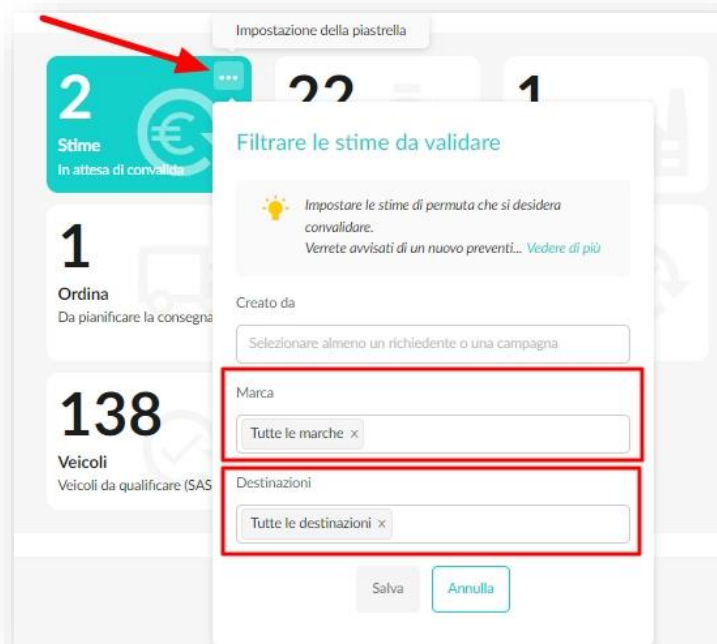 Impostazione della piastrella
2
22
1
Stime
In attesa di convalida
Filtrare le stime da validare
Impostare le stime di permuta che si desidera
convalidare.
Verrete avvisati di un nuovo preventi... Vedere di più
1
Ordina
Da pianificare la consegna
Creato da
Selezionare almeno un richiedente o una campagna
Marca
Tutte le marche x
138
Veicoli
Veicoli da qualificare (SAS
Destinazioni
Tutte le destinazioni x
Salva
Annulla